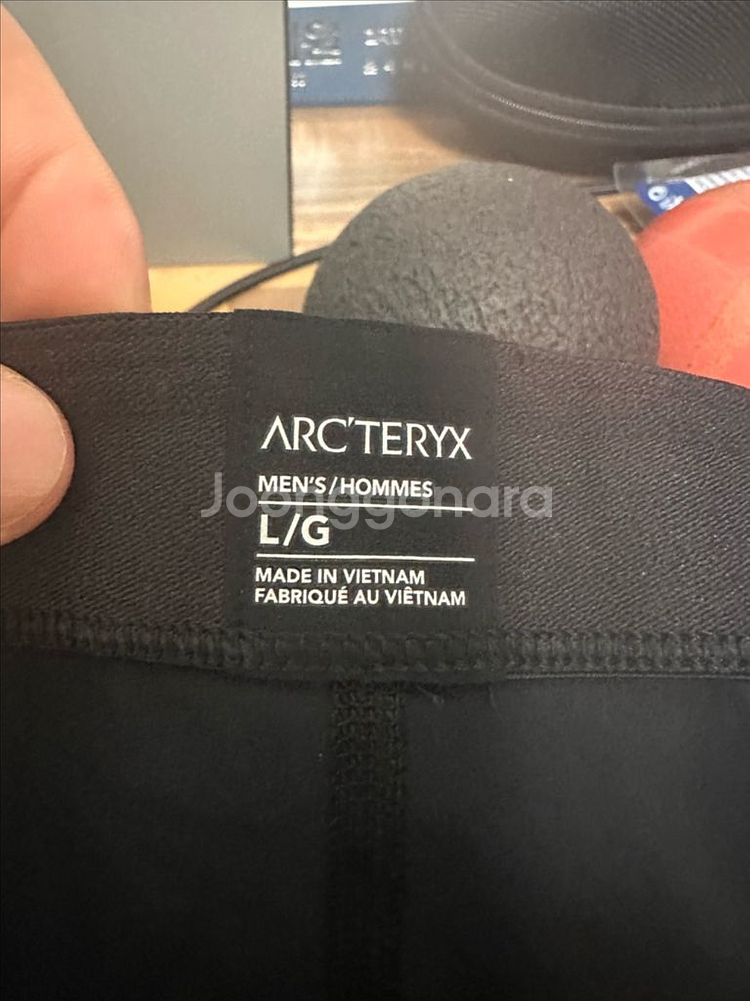 ARC'TERYX
MEN'S/HOMMES
Joonggonara
L/G
MADE IN VIETNAM
FABRIQUÉ AU VIÊTNAM